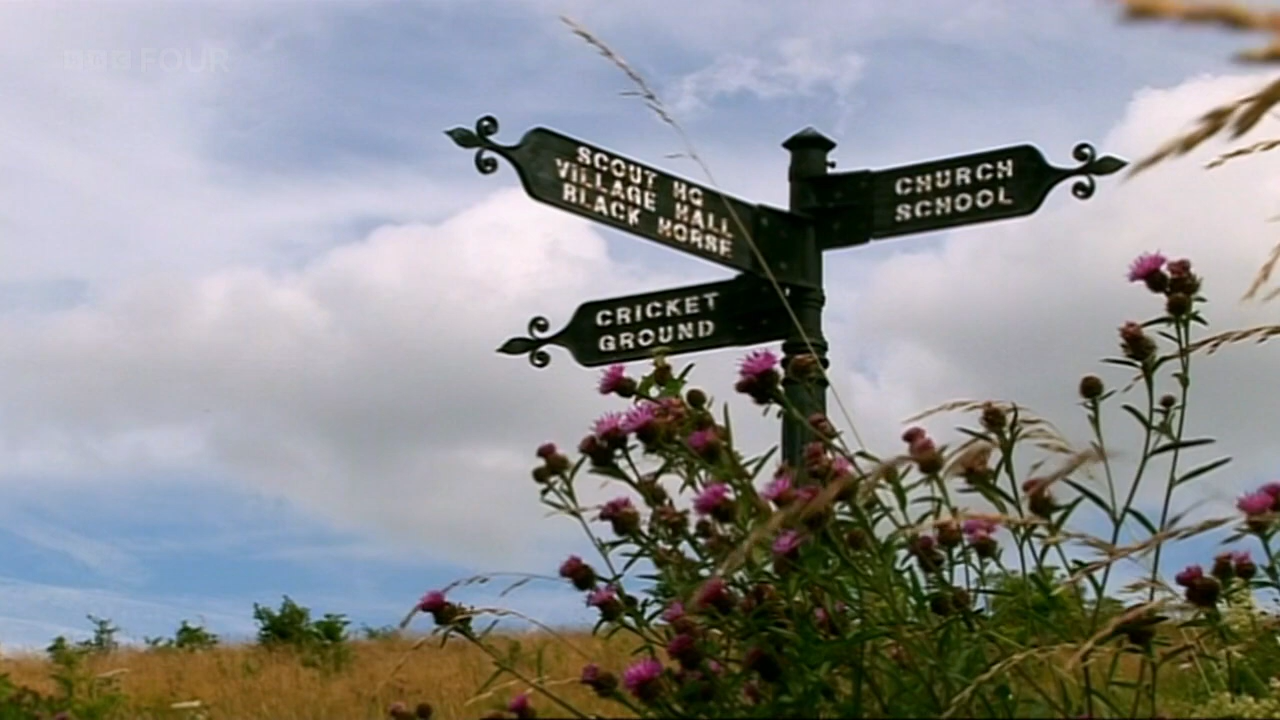 BBC FOUR
SCOUT HQ
VILLAGE HALL
BLACK HORSE
CHURCH
SCHOOL
CRICKET
GROUND